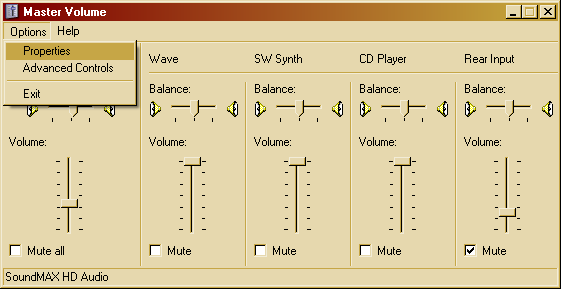 Master Volume
Options Help
Properties
Advanced Controls
Exit
Wave SW Synth CD Player Rear Input
Balance: Balance: Balance: Balance:
Volume: Volume: Volume: Volume: Volume:
Mute all Mute Mute Mute Mute
SoundMAX HD Audio